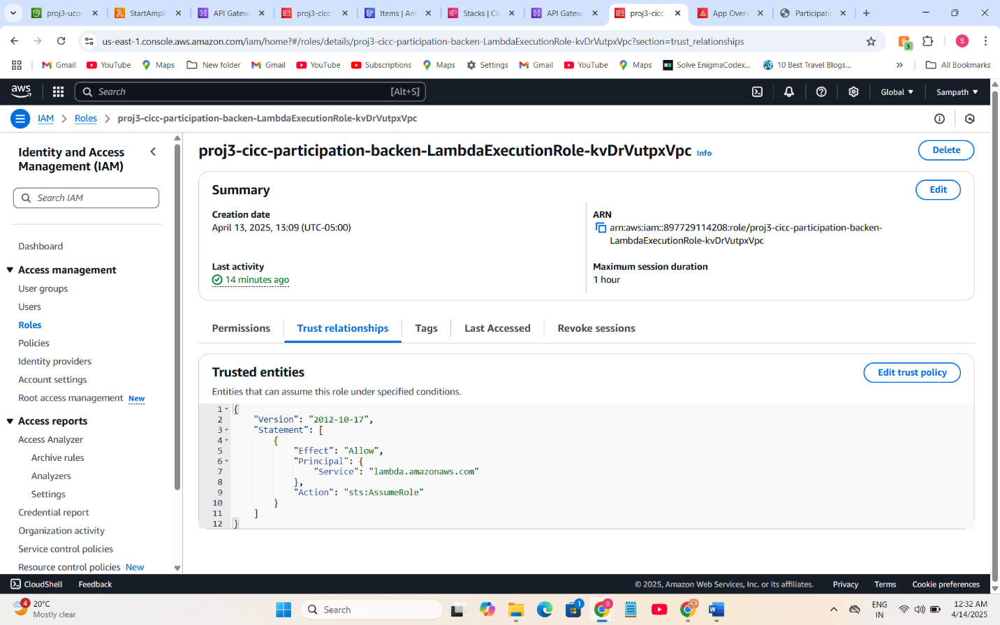 proj3-uco-
StartAmpli
API Gatew
proj3-cicc-
Items | Am
Stacks | Cl
API Gatew
proj3-cicc-
App Over
Participati
us-east-1.console.aws.amazon.com/iam/home?#/roles/details/proj3-cicc-participation-backen-LambdaExecutionRole-kvDrVutpxVpc?section=trust_relationships
3
S
Gmail
YouTube
Maps
New folder
Gmail
YouTube
Subscriptions
Maps
Settings
Gmail
YouTube
Maps
Solve EnigmaCodex...
10 Best Travel Blogs...
All Bookmarks
aws
Search
[Alt+S]
Global
Sampath
IAM
Roles
proj3-cicc-participation-backen-LambdaExecutionRole-kvDrVutpxVpc
Identity and Access
Management (IAM)
Search IAM
Dashboard
Access management
User groups
Users
Roles
Policies
Identity providers
Account settings
Root access management New
Access reports
Access Analyzer
Archive rules
Analyzers
Settings
Credential report
Organization activity
Service control policies
Resource control policies New
proj3-cicc-participation-backen-LambdaExecutionRole-kvDrVutpxVpc Info
Delete
Summary
Edit
Creation date
April 13, 2025, 13:09 (UTC-05:00)
ARN
arn:aws:iam::897729114208:role/proj3-cicc-participation-backen-
LambdaExecutionRole-kvDrVutpxVpc
Last activity
14 minutes ago
Maximum session duration
1 hour
Permissions
Trust relationships
Tags
Last Accessed
Revoke sessions
Trusted entities
Edit trust policy
Entities that can assume this role under specified conditions.
1 {
2 "Version": "2012-10-17",
3 "Statement": [
4 {
5 "Effect": "Allow",
6 "Principal": {
7 "Service": "lambda.amazonaws.com"
8 },
9 "Action": "sts:AssumeRole"
10 }
11 ]
12 }
CloudShell
Feedback
© 2025, Amazon Web Services, Inc. or its affiliates.
Privacy
Terms
Cookie preferences
4
20°C
Mostly clear
Search
1
S
ENG
IN
12:32 AM
4/14/2025